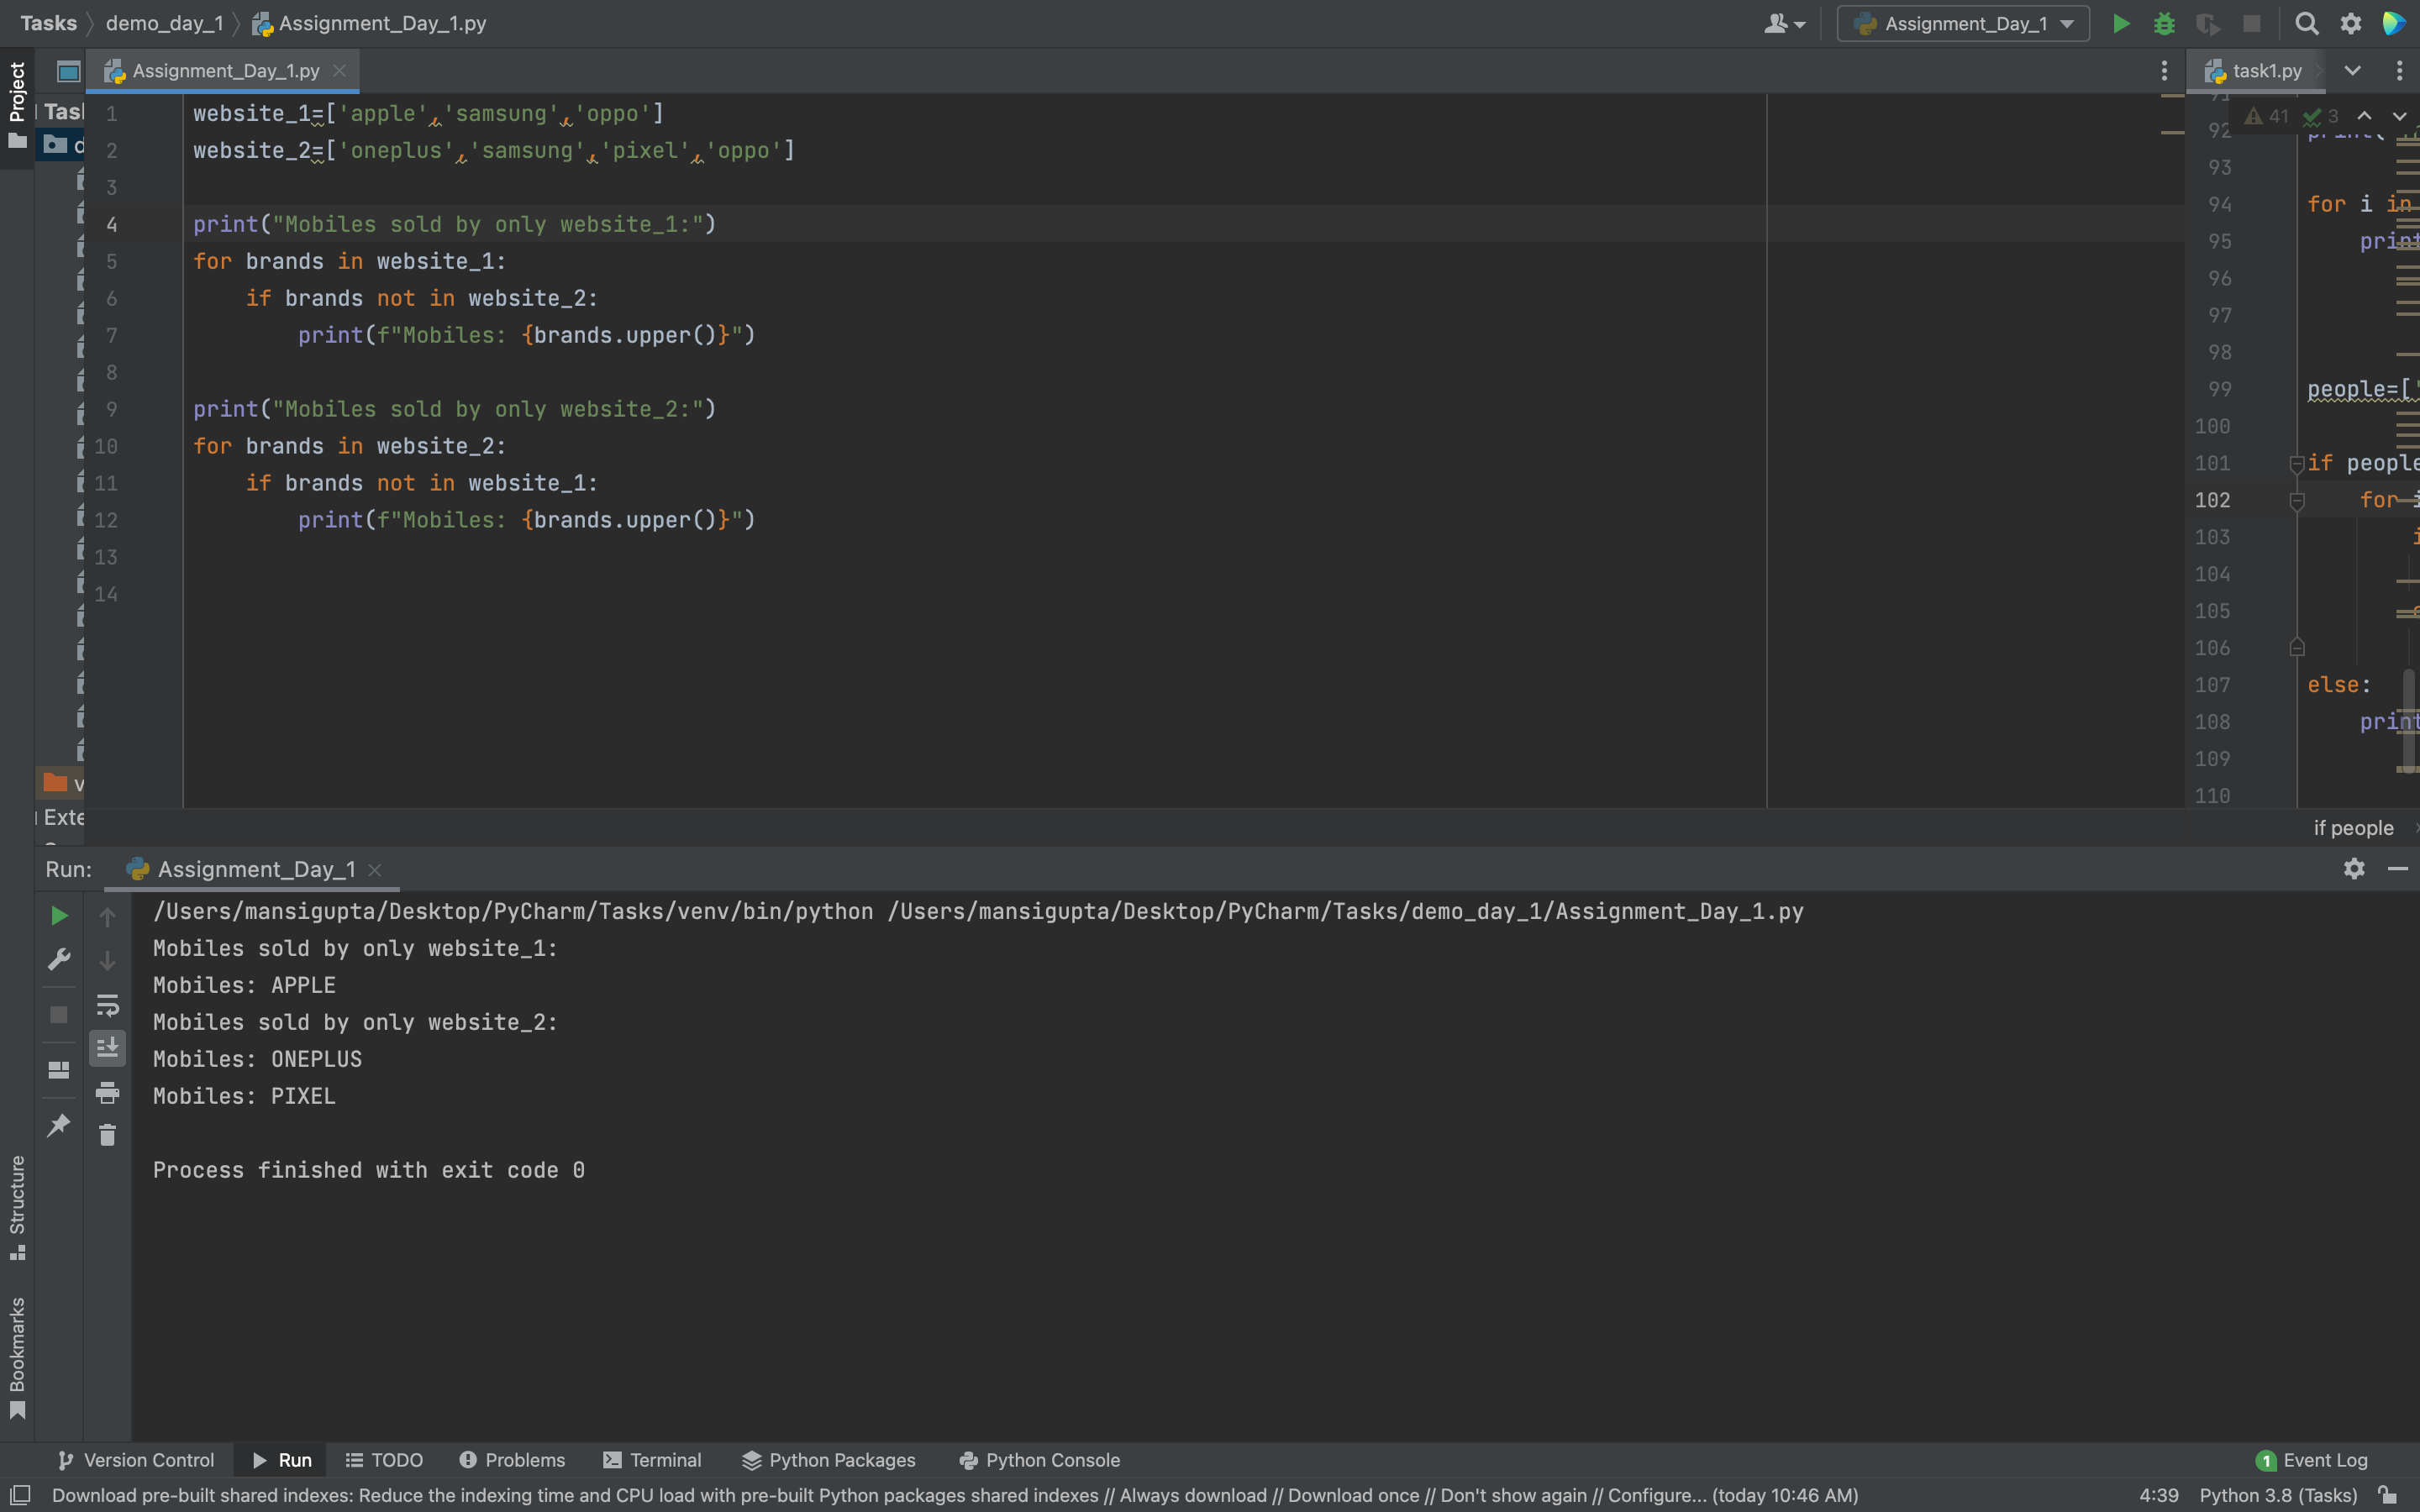 Tasks demo_day_1 Assignment_Day_1.py Assignment_Day_1
Project
Assignment_Day_1.py
task1.py
1 website_1=['apple','samsung','oppo']
2 website_2=['oneplus','samsung','pixel','oppo']
3
4 print("Mobiles sold by only website_1:")
5 for brands in website_1:
6 if brands not in website_2:
7 print(f"Mobiles: {brands.upper()}")
8
9 print("Mobiles sold by only website_2:")
10 for brands in website_2:
11 if brands not in website_1:
12 print(f"Mobiles: {brands.upper()}")
13
14
41 3
92
93
94 for i in
95 print
96
97
98
99 people=[
100
101 if people
102 for
103
104
105
106
107 else:
108 print
109
110
if people
Run: Assignment_Day_1
/Users/mansigupta/Desktop/PyCharm/Tasks/venv/bin/python /Users/mansigupta/Desktop/PyCharm/Tasks/demo_day_1/Assignment_Day_1.py
Mobiles sold by only website_1:
Mobiles: APPLE
Mobiles sold by only website_2:
Mobiles: ONEPLUS
Mobiles: PIXEL
Process finished with exit code 0
Structure
Bookmarks
Version Control Run TODO Problems Terminal Python Packages Python Console 1 Event Log
Download pre-built shared indexes: Reduce the indexing time and CPU load with pre-built Python packages shared indexes // Always download // Download once // Don't show again // Configure... (today 10:46 AM) 4:39 Python 3.8 (Tasks)